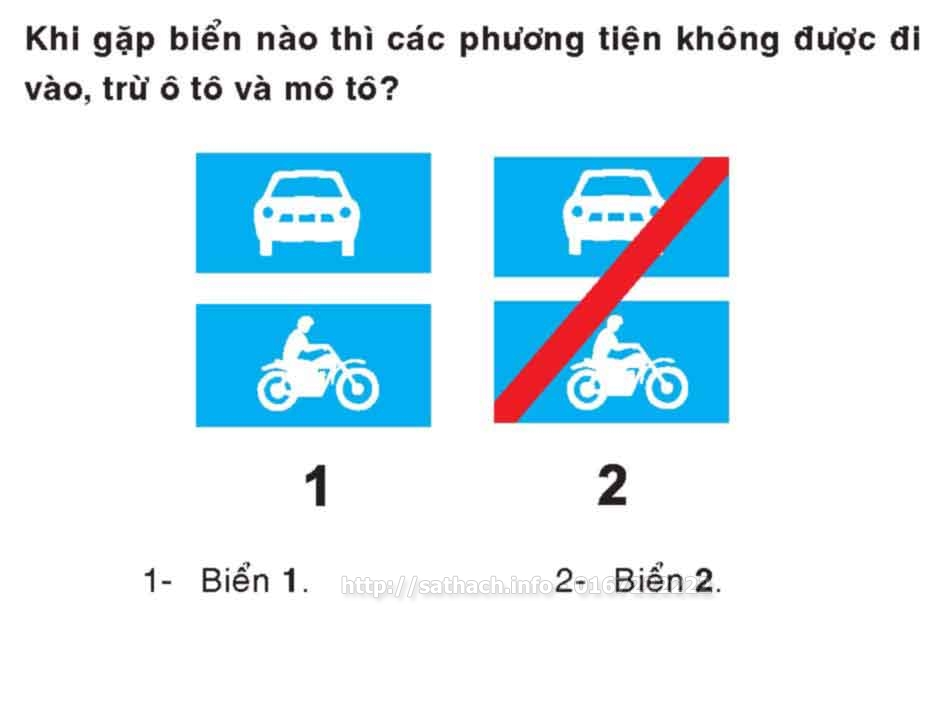 Khi gặp biển nào thì các phương tiện không được đi
vào, trừ ô tô và mô tô?
1 2
1- Biển 1. 2- Biển 2.
http://sathach.info